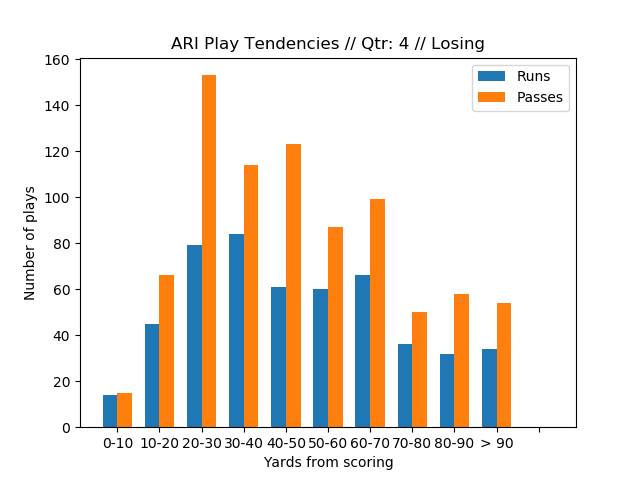 ARI Play Tendencies // Qtr: 4 // Losing
Runs
Passes
160
140
120
100
80
60
40
20
0
Number of plays
0-10 10-20 20-30 30-40 40-50 50-60 60-70 70-80 80-90 > 90
Yards from scoring